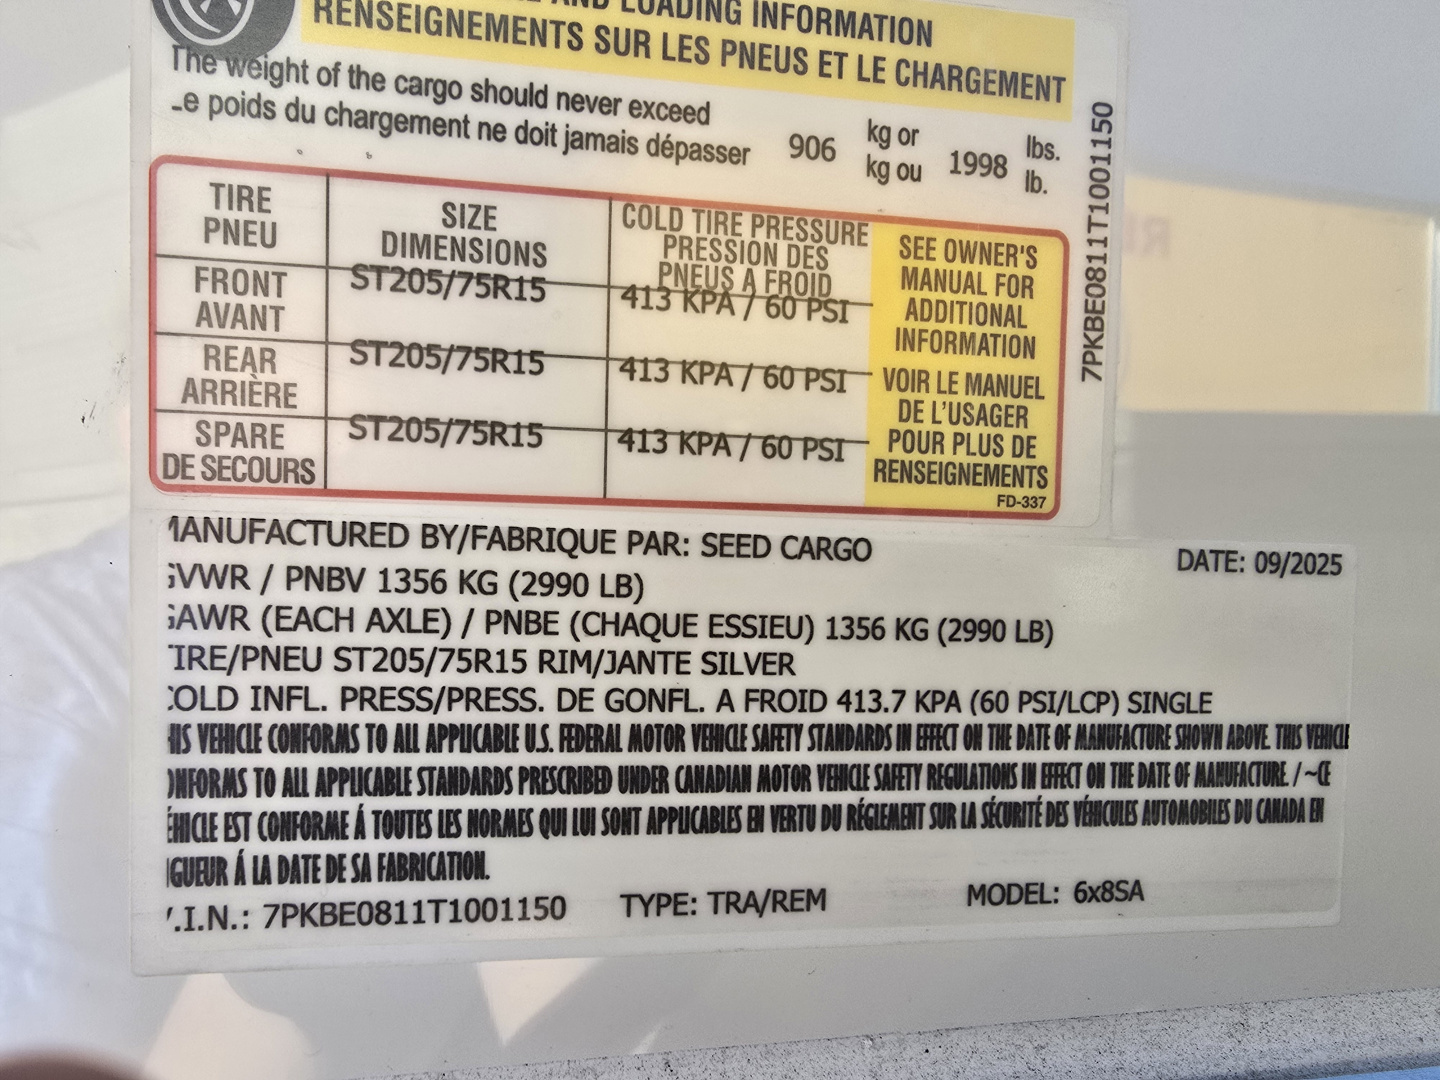 AND LOADING INFORMATION
RENSEIGNEMENTS SUR LES PNEUS ET LE CHARGEMENT
The weight of the cargo should never exceed
e poids du chargement ne doit jamais dépasser
906 kg or 1998 lbs.
kg ou lb.
7PKBE0811T1001150
TIRE SIZE COLD TIRE PRESSURE
PNEU DIMENSIONS PRESSION DES
PNEUS A FROID
FRONT ST205/75R15 413 KPA / 60 PSI
AVANT
REAR ST205/75R15 413 KPA / 60 PSI
ARRIÈRE
SPARE ST205/75R15 413 KPA / 60 PSI
DE SECOURS
SEE OWNER'S
MANUAL FOR
ADDITIONAL
INFORMATION
VOIR LE MANUEL
DE L'USAGER
POUR PLUS DE
RENSEIGNEMENTS
FD-337
MANUFACTURED BY/FABRIQUE PAR: SEED CARGO DATE: 09/2025
GVWR / PNBV 1356 KG (2990 LB)
GAWR (EACH AXLE) / PNBE (CHAQUE ESSIEU) 1356 KG (2990 LB)
TIRE/PNEU ST205/75R15 RIM/JANTE SILVER
COLD INFL. PRESS/PRESS. DE GONFL. A FROID 413.7 KPA (60 PSI/LCP) SINGLE
HIS VEHICLE CONFORMS TO ALL APPLICABLE U.S. FEDERAL MOTOR VEHICLE SAFETY STANDARDS IN EFFECT ON THE DATE OF MANUFACTURE SHOWN ABOVE. THIS VEHICLE
ONFORMS TO ALL APPLICABLE STANDARDS PRESCRIBED UNDER CANADIAN MOTOR VEHICLE SAFETY REGULATIONS IN EFFECT ON THE DATE OF MANUFACTURE. / ~CE
ÉHICLE EST CONFORME Á TOUTES LES NORMES QUI LUI SONT APPLICABLES EN VERTU DU RÉGLEMENT SUR LA SÉCURITÉ DES VÉHICULES AUTOMOBILES DU CANADA EN
IGUEUR Á LA DATE DE SA FABRICATION.
V.I.N.: 7PKBE0811T1001150 TYPE: TRA/REM MODEL: 6x8SA